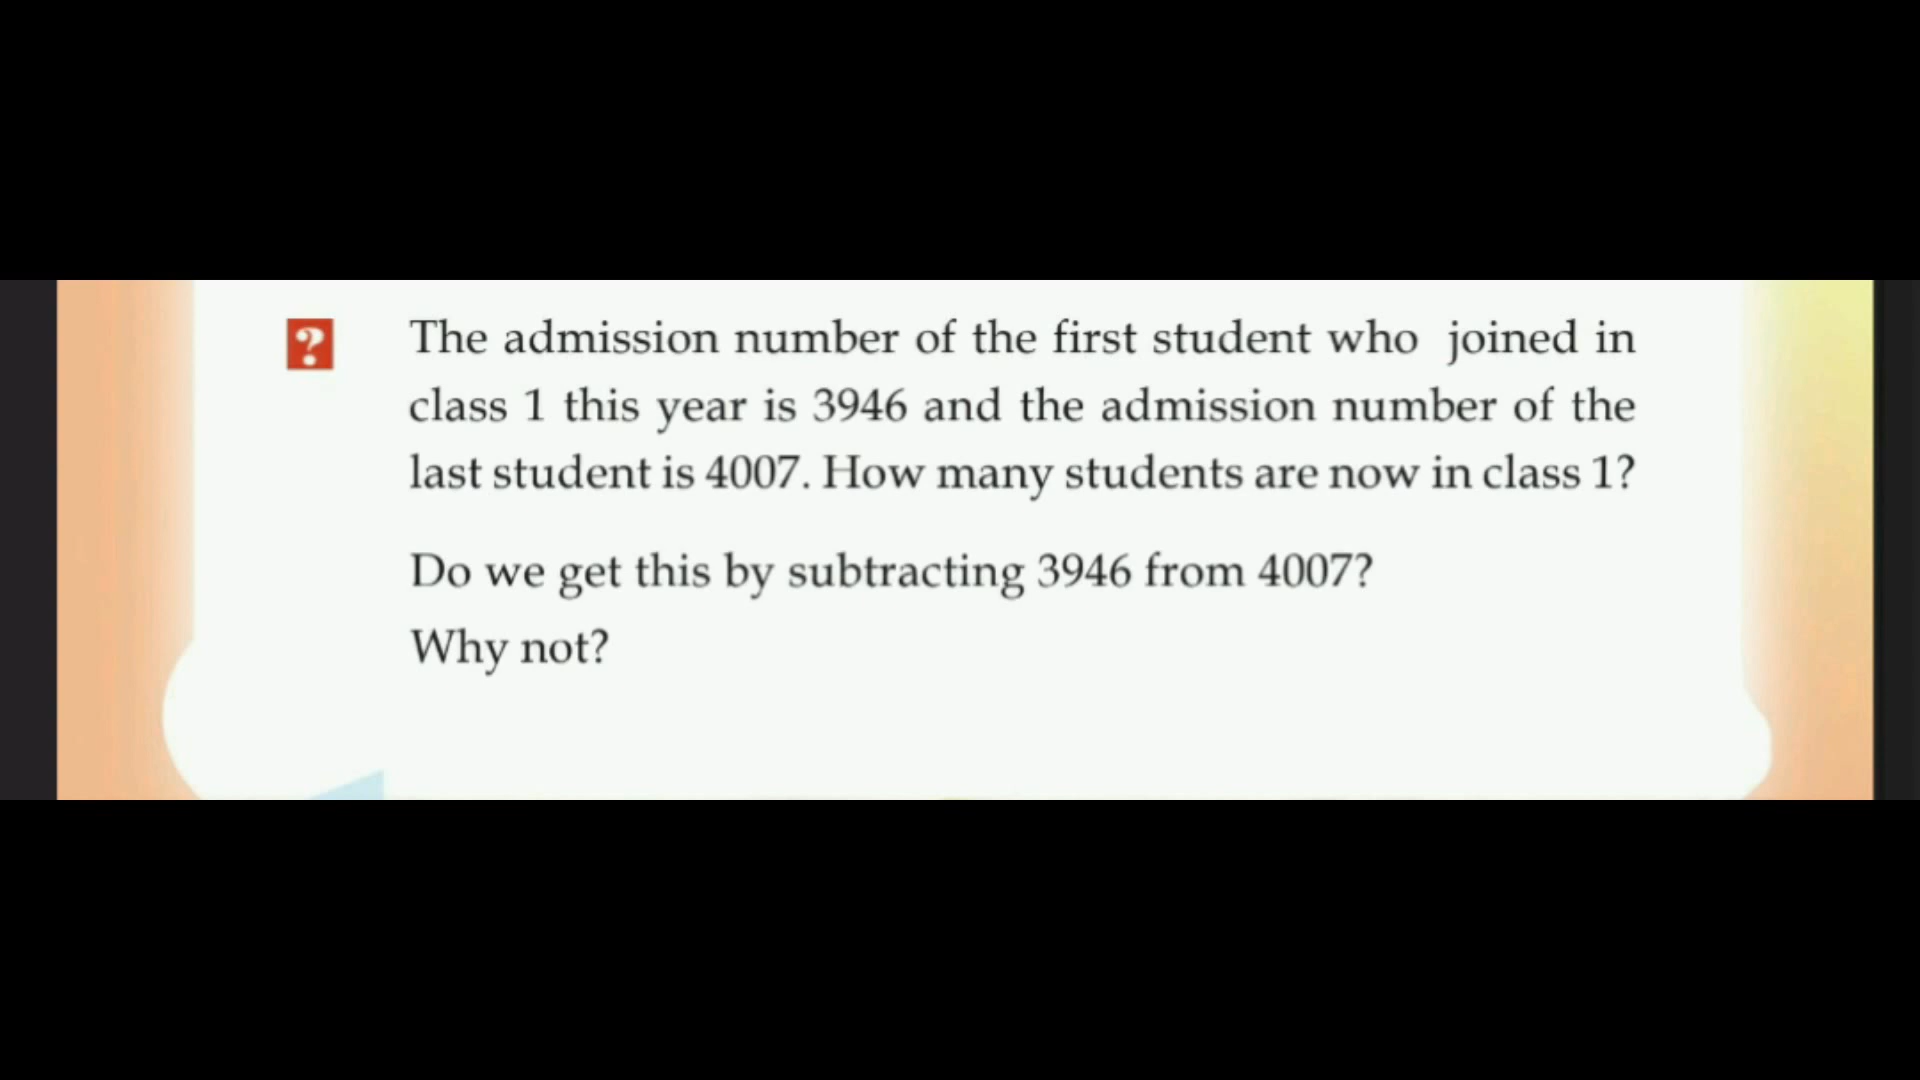 ? The admission number of the first student who joined in
class 1 this year is 3946 and the admission number of the
last student is 4007. How many students are now in class 1?
Do we get this by subtracting 3946 from 4007?
Why not?